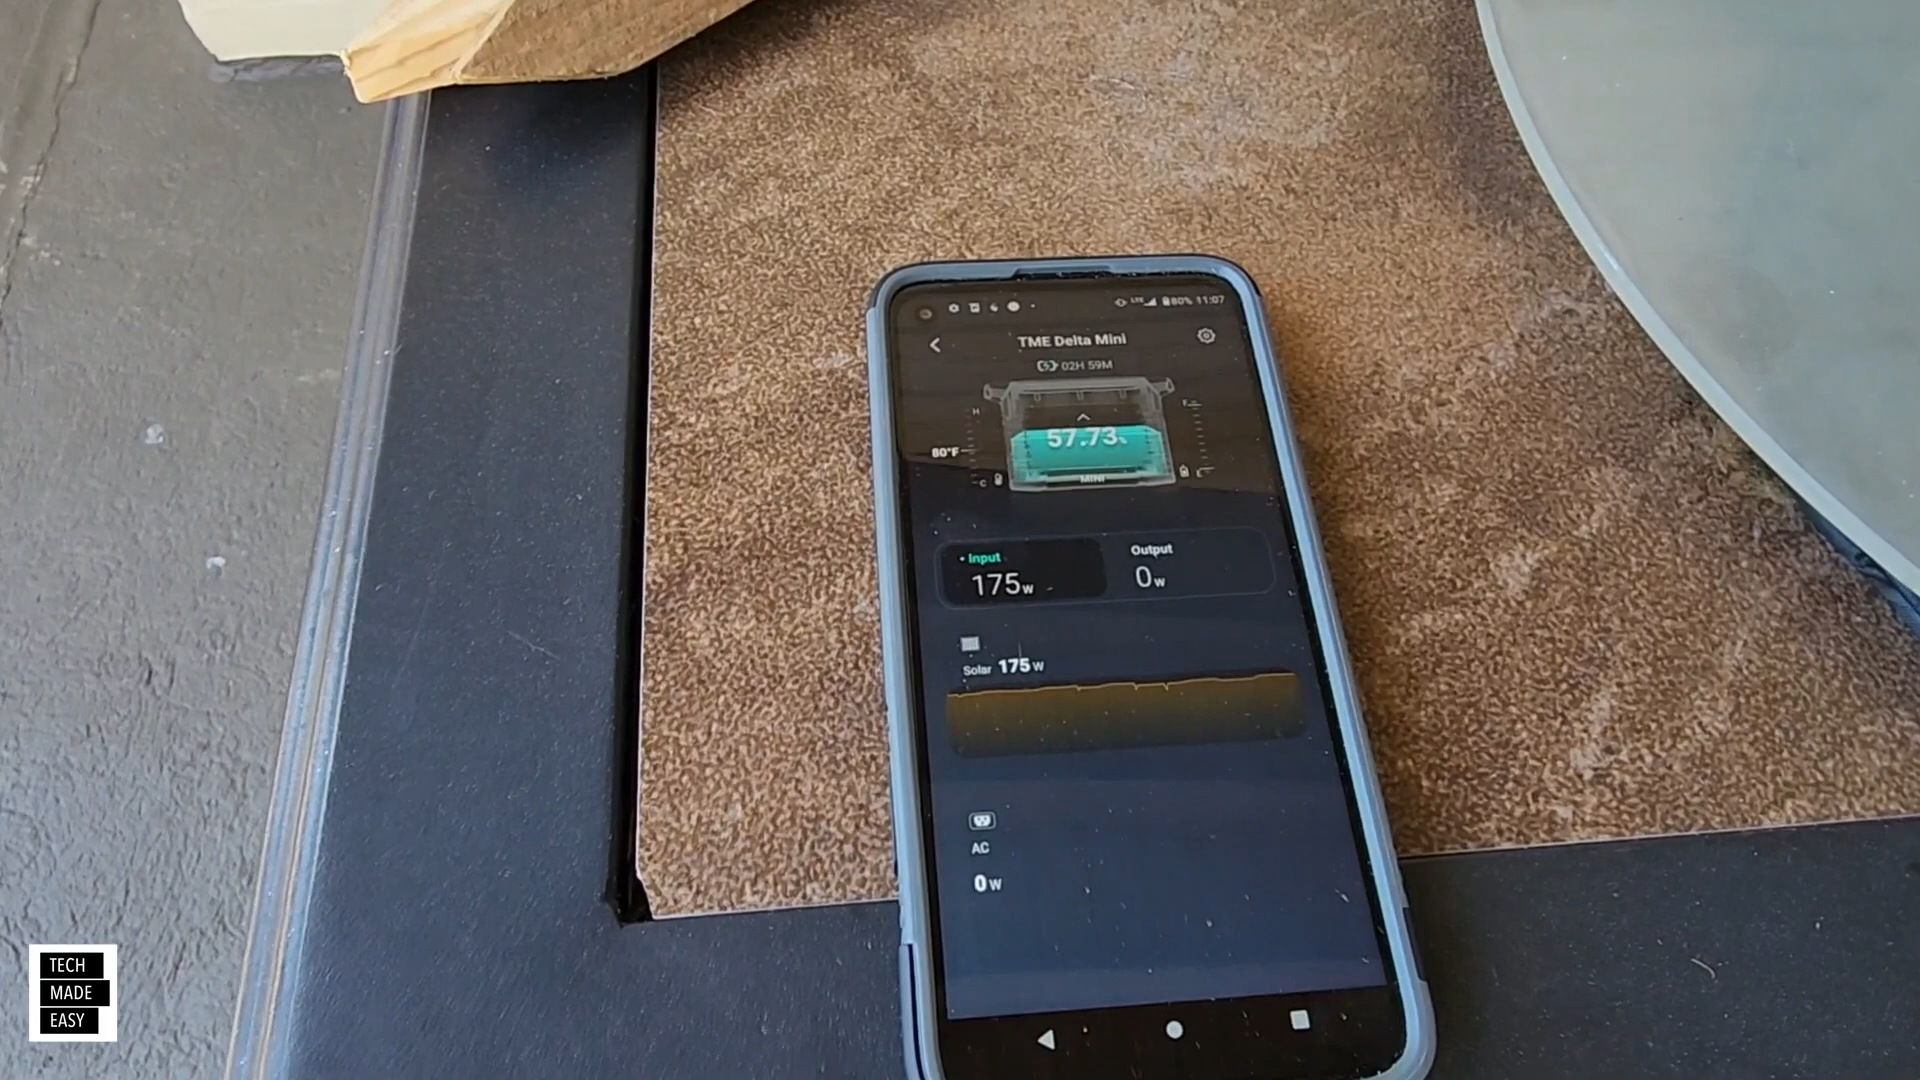 LTE 80% 11:07
TME Delta Mini
02H 59M
H
F
57.73%
80°F
C
E
MINI
Input
Output
175W
0W
Solar 175W
AC
0W
TECH
MADE
EASY